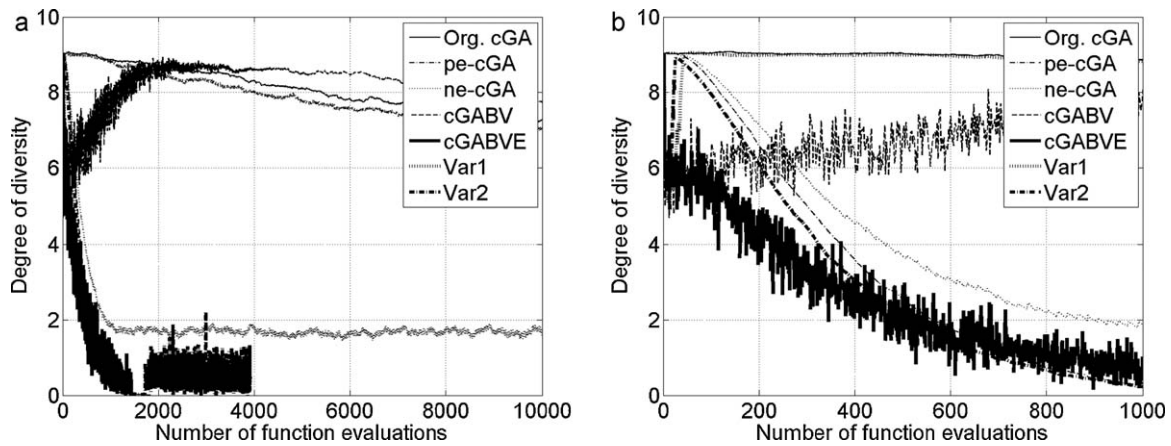 a
Degree of diversity
10
8
6
4
2
0
0 2000 4000 6000 8000 10000
Number of function evaluations
Org. cGA
pe-cGA
ne-cGA
cGABV
cGABVE
Var1
Var2
b
Degree of diversity
10
8
6
4
2
0
0 200 400 600 800 1000
Number of function evaluations
Org. cGA
pe-cGA
ne-cGA
cGABV
cGABVE
Var1
Var2